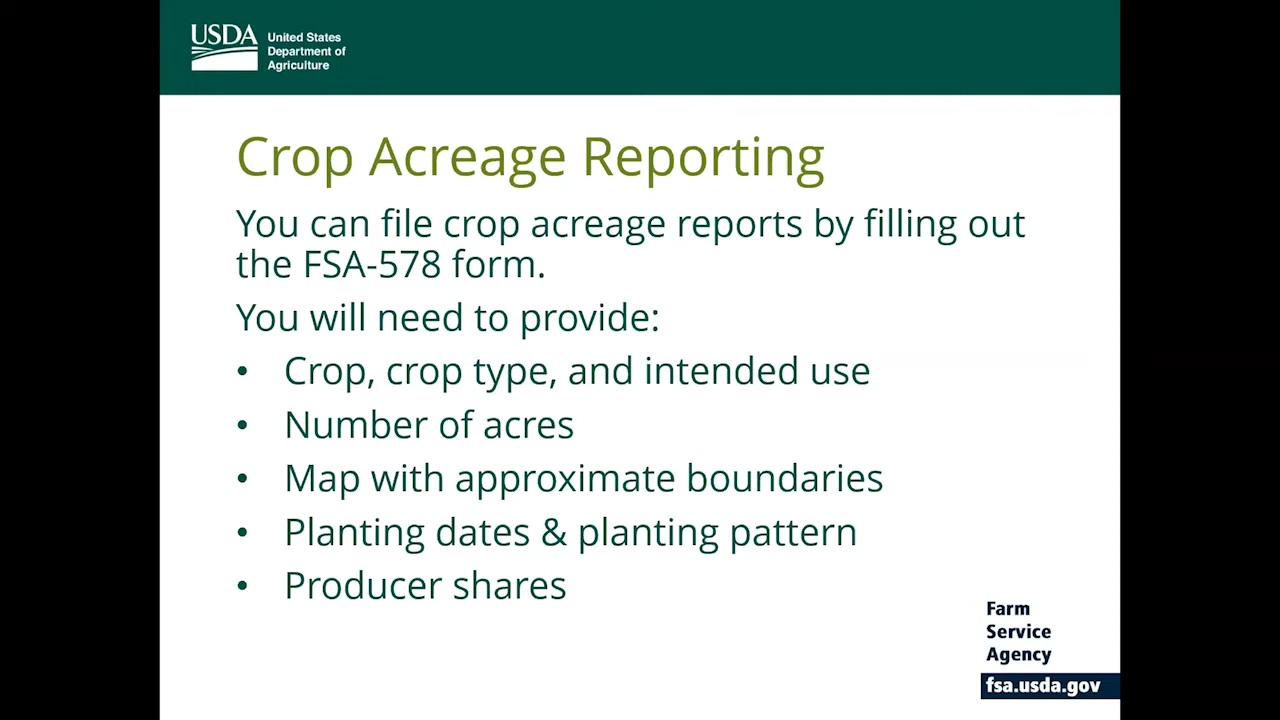 USDA
United States
Department of
Agriculture
Crop Acreage Reporting
You can file crop acreage reports by filling out
the FSA-578 form.
You will need to provide:
• Crop, crop type, and intended use
• Number of acres
• Map with approximate boundaries
• Planting dates & planting pattern
• Producer shares
Farm
Service
Agency
fsa.usda.gov